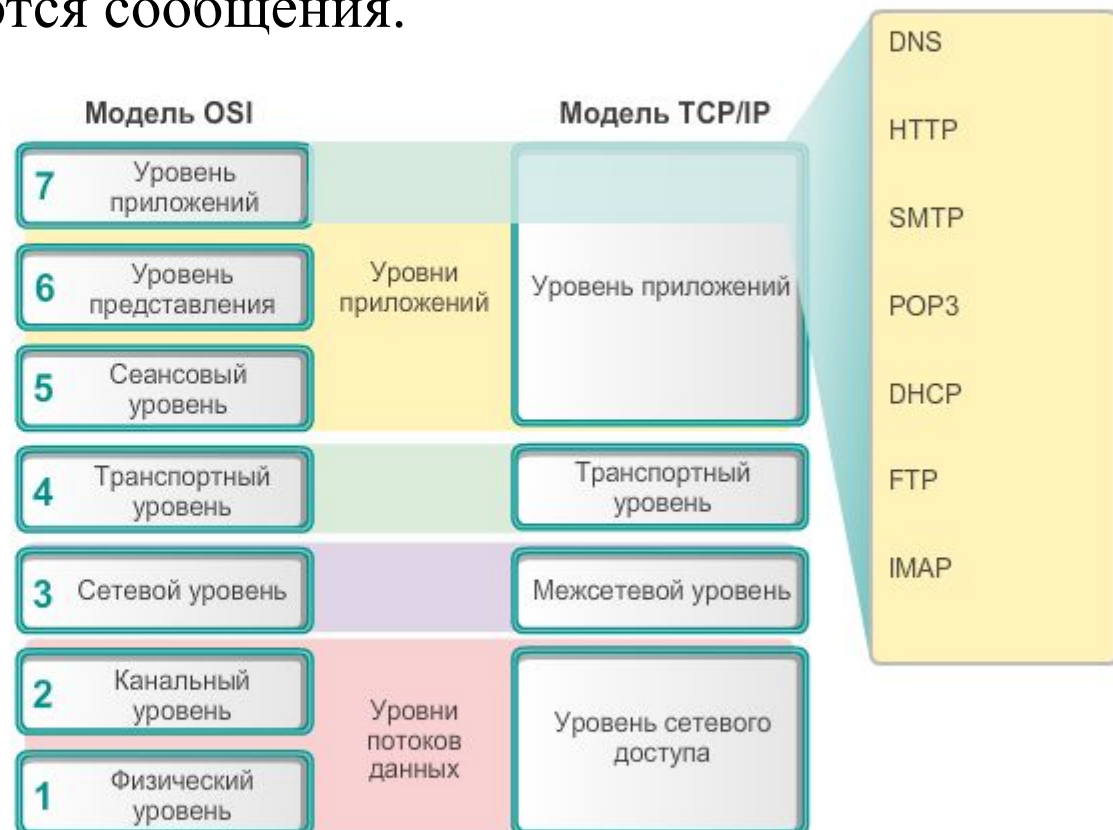 тся сообщения.
Модель OSI
Модель TCP/IP
7
Уровень
приложений
6
Уровень
представления
5
Сеансовый
уровень
4
Транспортный
уровень
3
Сетевой уровень
2
Канальный
уровень
1
Физический
уровень
Уровни
приложений
Уровни
потоков
данных
Уровень приложений
Транспортный
уровень
Межсетевой уровень
Уровень сетевого
доступа
DNS
HTTP
SMTP
POP3
DHCP
FTP
IMAP